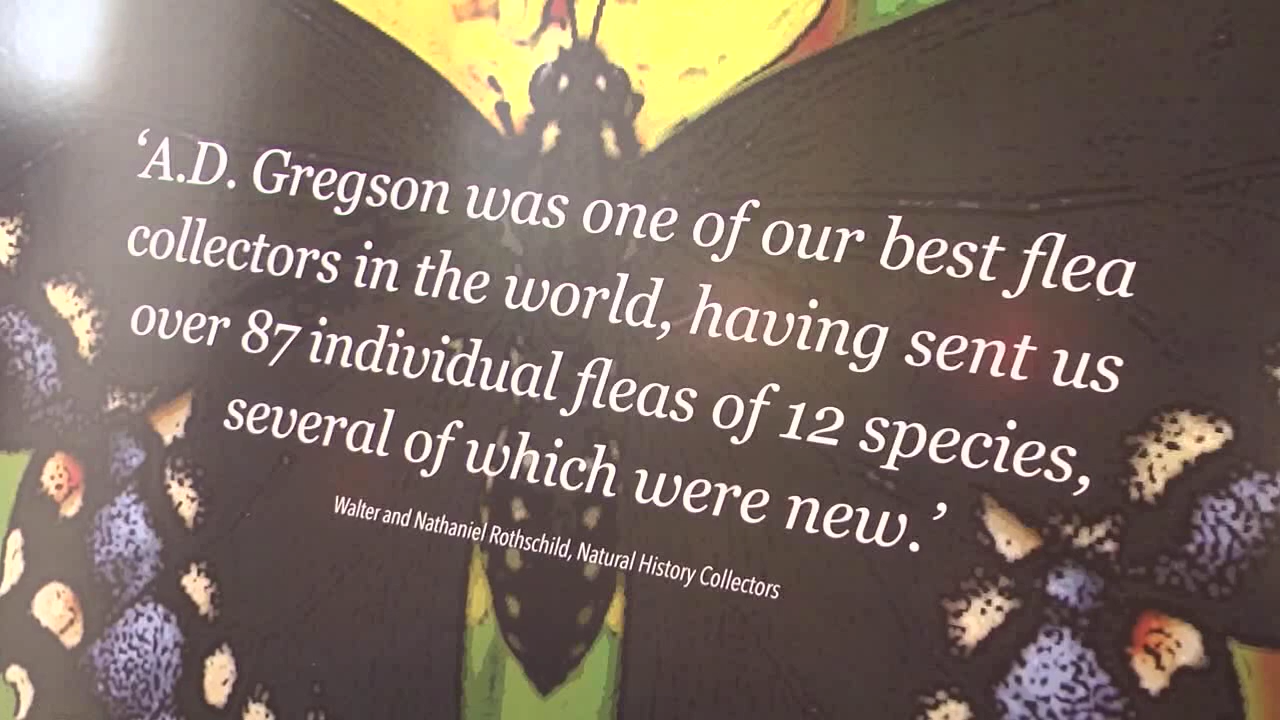 ‘A.D. Gregson was one of our best flea
collectors in the world, having sent us
over 87 individual fleas of 12 species,
several of which were new.’
Walter and Nathaniel Rothschild, Natural History Collectors